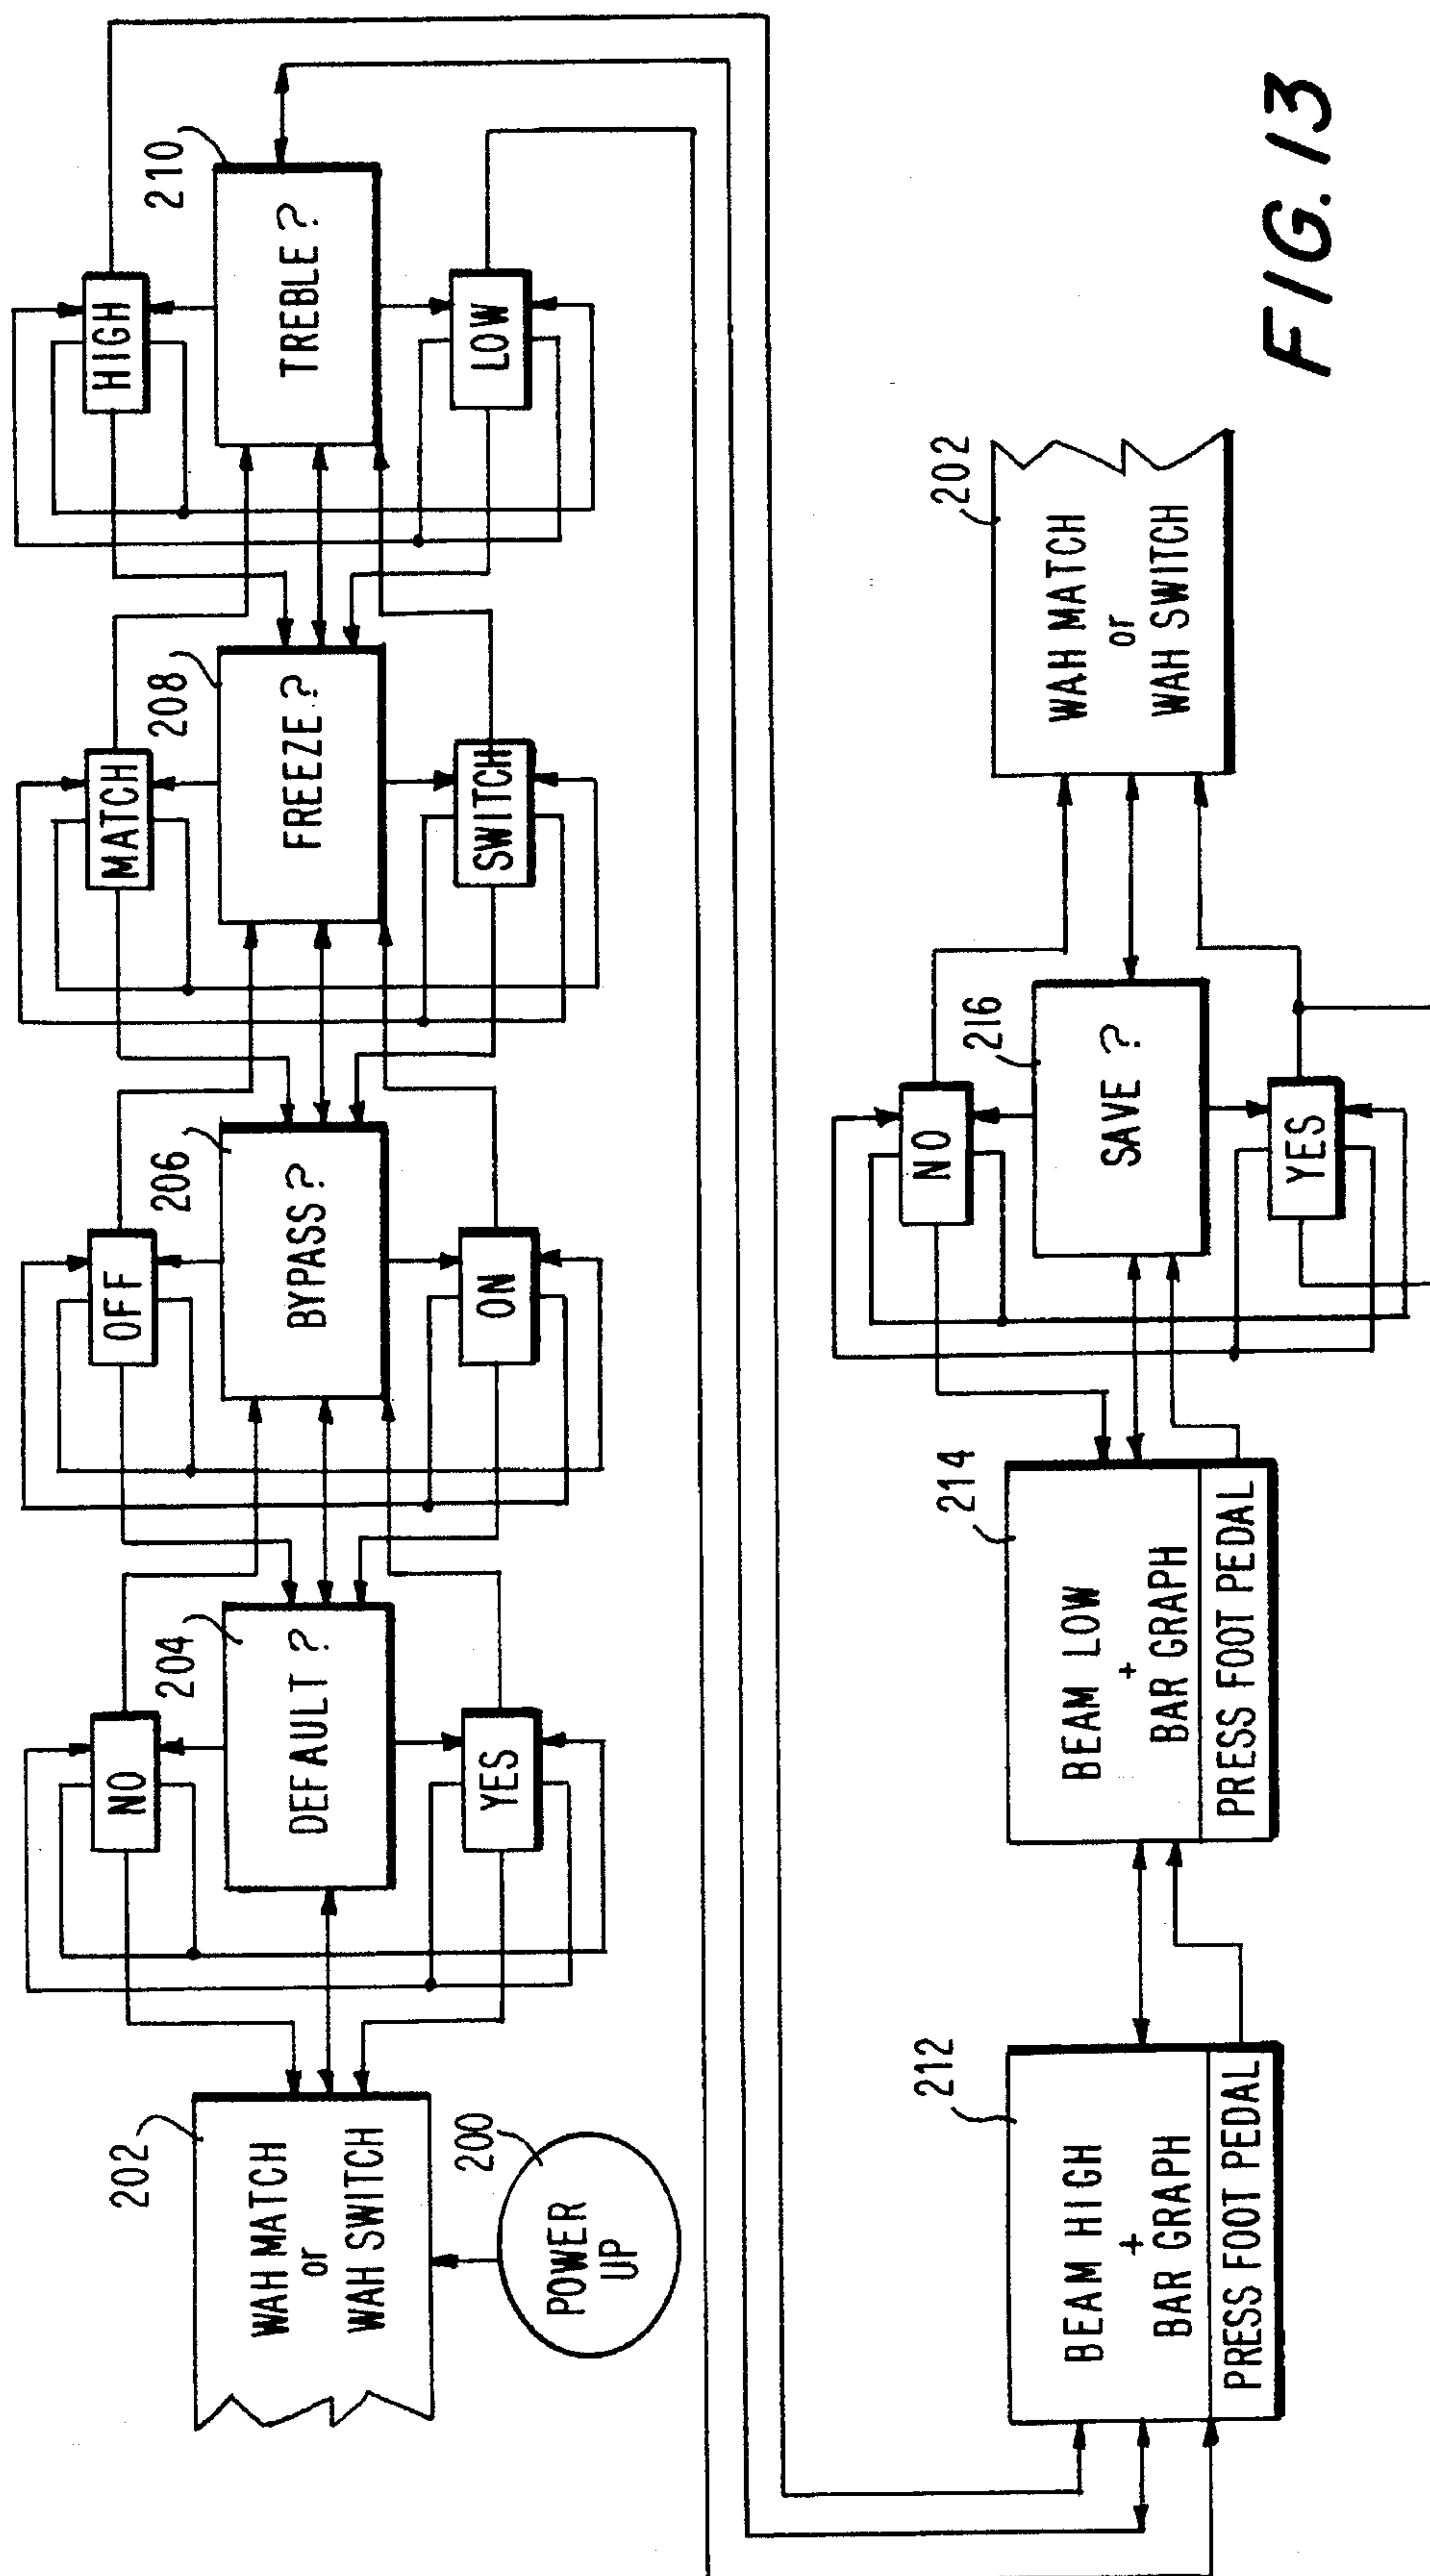 202
WAH MATCH
or
WAH SWITCH
200
POWER
UP
NO
204
DEFAULT ?
YES
OFF
206
BYPASS ?
ON
MATCH
208
FREEZE ?
SWITCH
HIGH
210
TREBLE ?
LOW
212
BEAM HIGH
+
BAR GRAPH
PRESS FOOT PEDAL
214
BEAM LOW
+
BAR GRAPH
PRESS FOOT PEDAL
NO
216
SAVE ?
YES
202
WAH MATCH
or
WAH SWITCH
FIG. 13